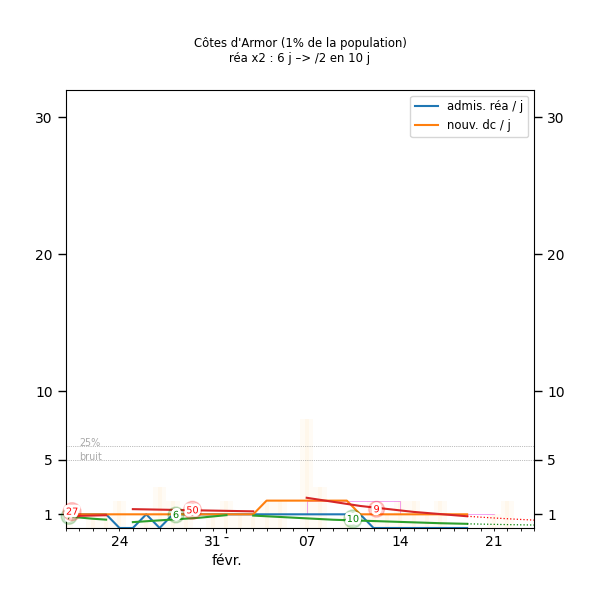 Côtes d'Armor (1% de la population)
réa x2 : 6 j –> /2 en 10 j
admis. réa / j
nouv. dc / j
30 30
20 20
10 10
25%
5 5
bruit
27 6 50 10 9
1 1
24 31 07 14 21
févr.